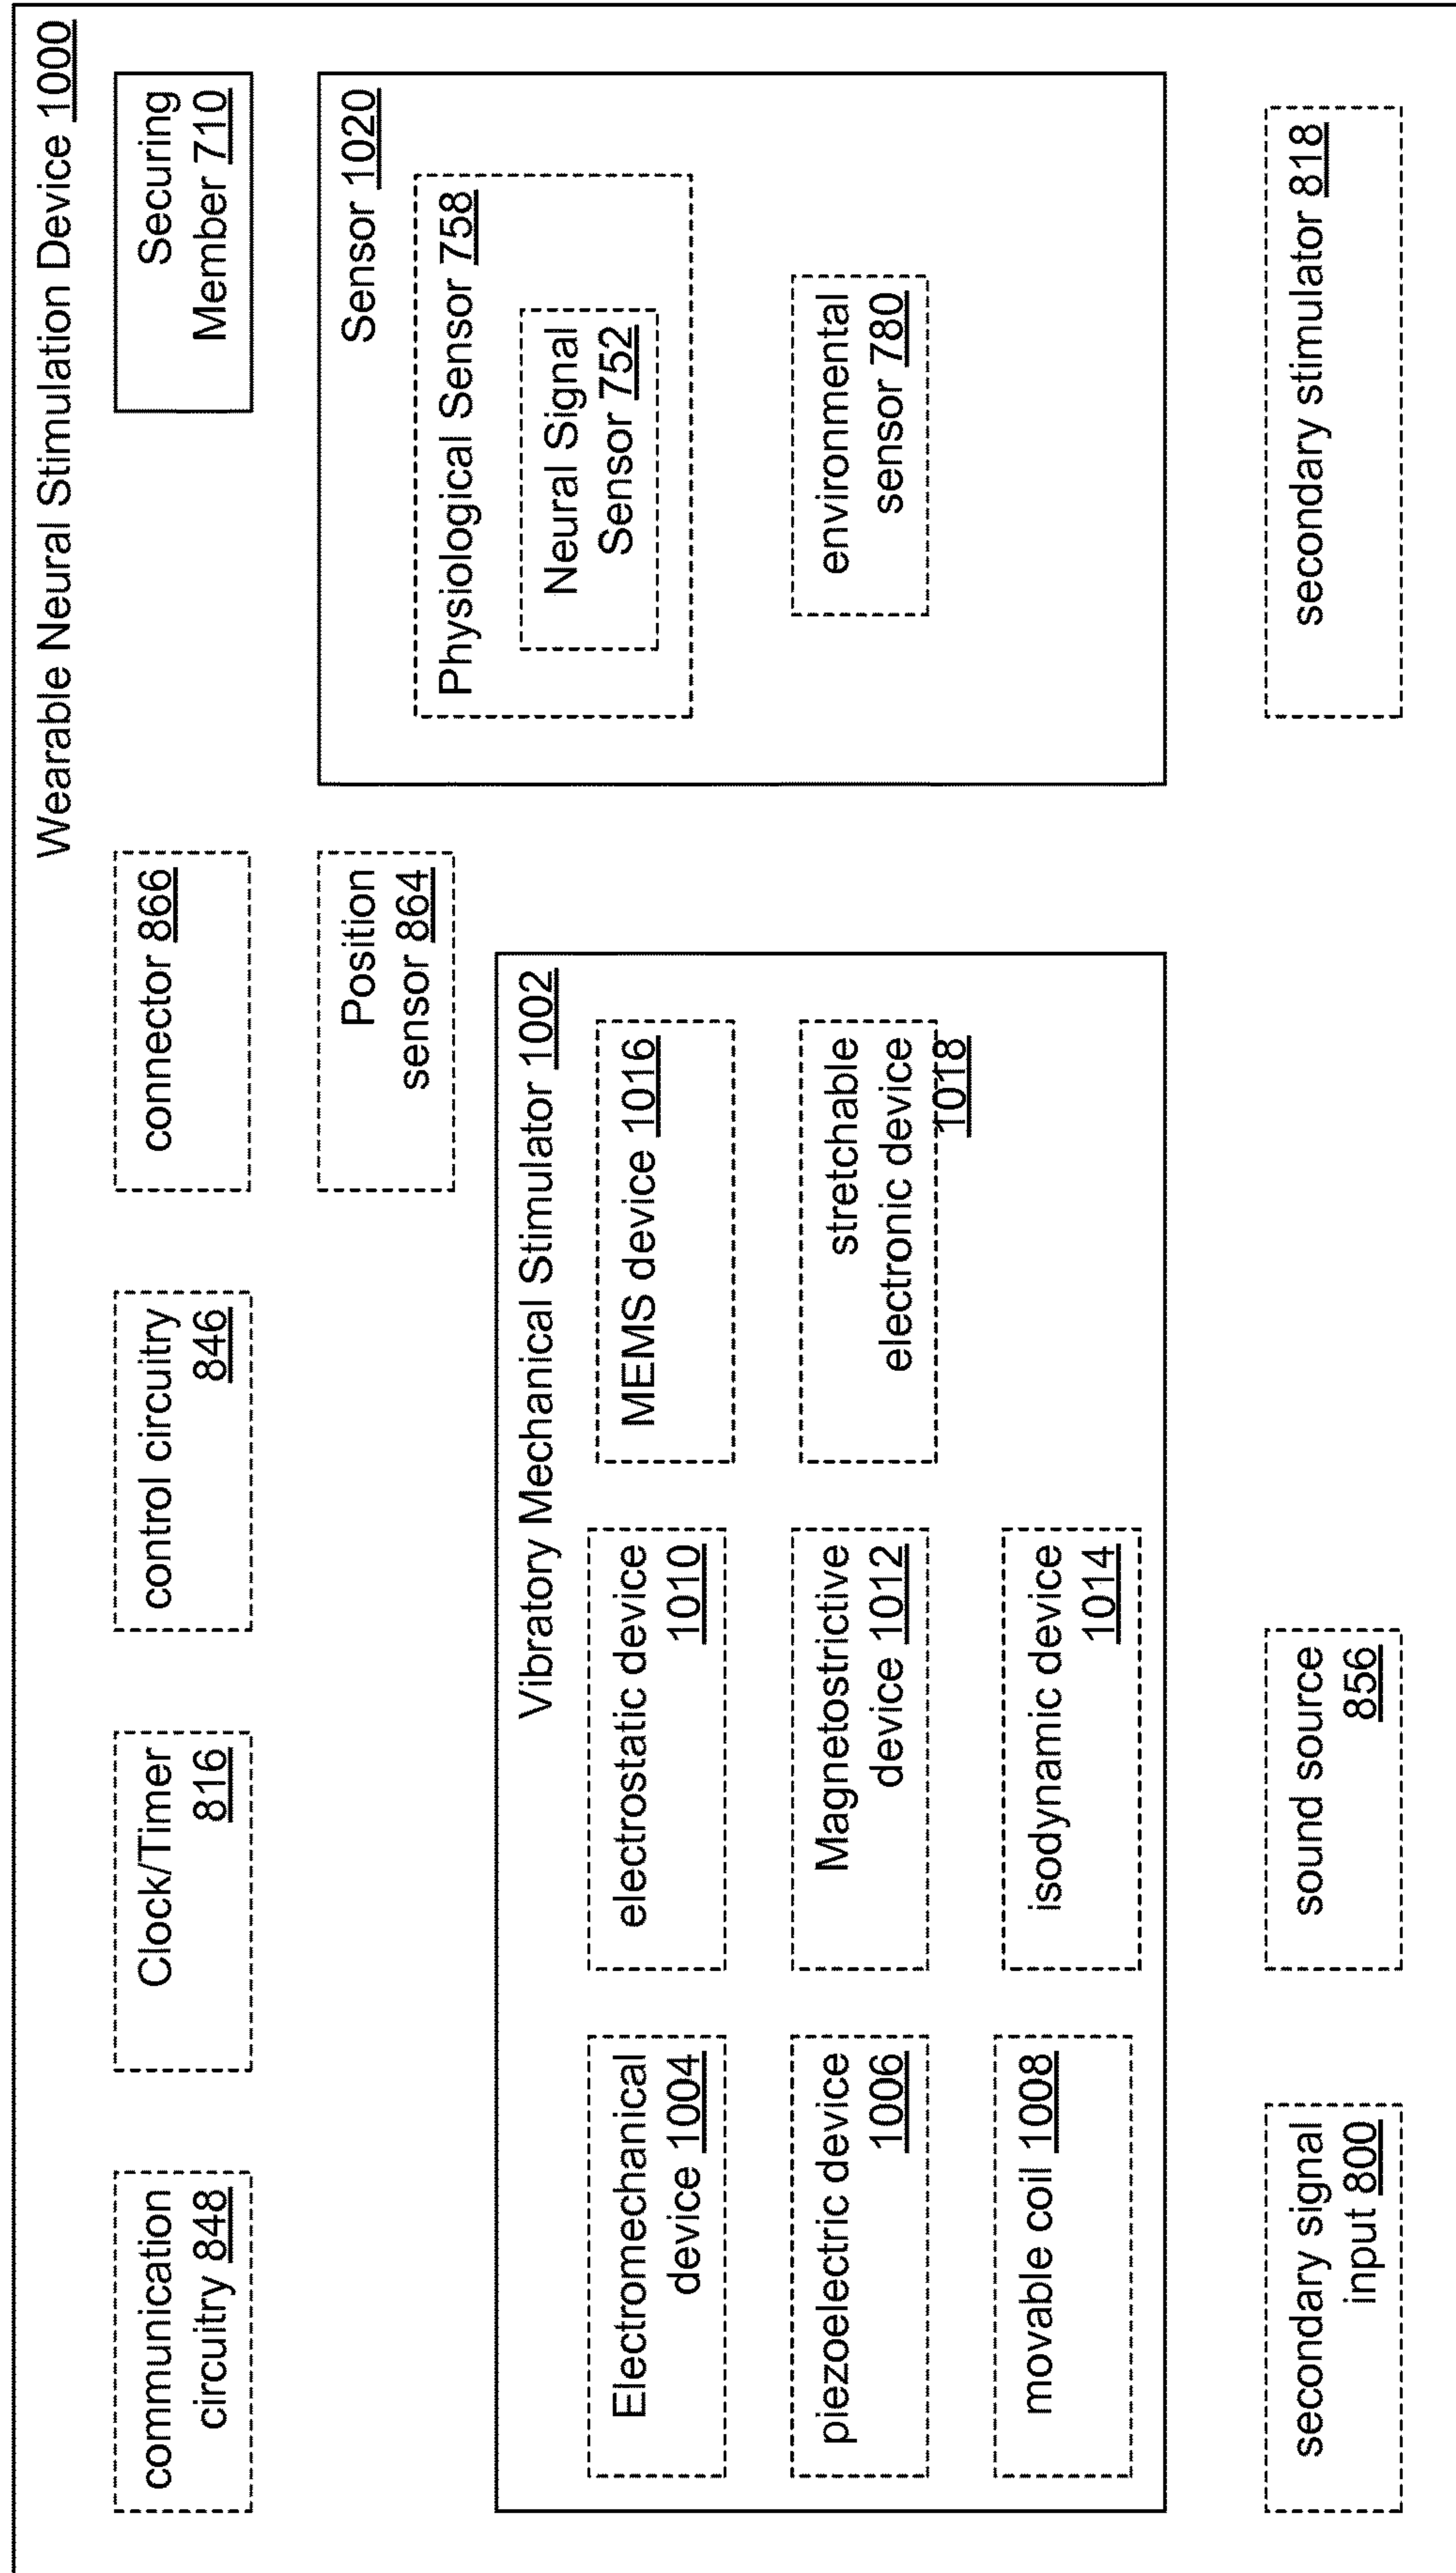 Wearable Neural Stimulation Device 1000
communication
circuitry 848
Clock/Timer
816
control circuitry
846
connector 866
Securing
Member 710
Position
sensor 864
Sensor 1020
Physiological Sensor 758
Neural Signal
Sensor 752
environmental
sensor 780
Vibratory Mechanical Stimulator 1002
Electromechanical
device 1004
electrostatic device
1010
MEMS device 1016
piezoelectric device
1006
Magnetostrictive
device 1012
stretchable
electronic device
1018
movable coil 1008
isodynamic device
1014
secondary signal
input 800
sound source
856
secondary stimulator 818